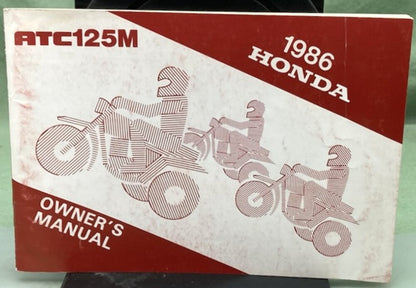 ATC125M
1986
HONDA
OWNER'S
MANUAL